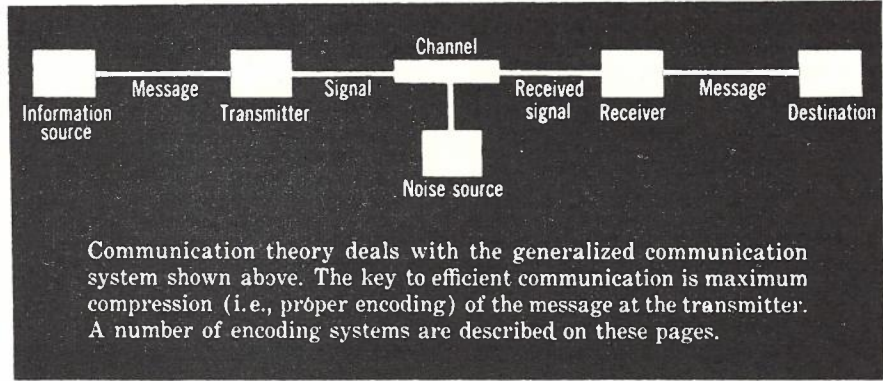 Channel
Message
Signal
Received
signal
Message
Information
source
Transmitter
Receiver
Destination
Noise source
Communication theory deals with the generalized communication
system shown above. The key to efficient communication is maximum
compression (i.e., proper encoding) of the message at the transmitter.
A number of encoding systems are described on these pages.